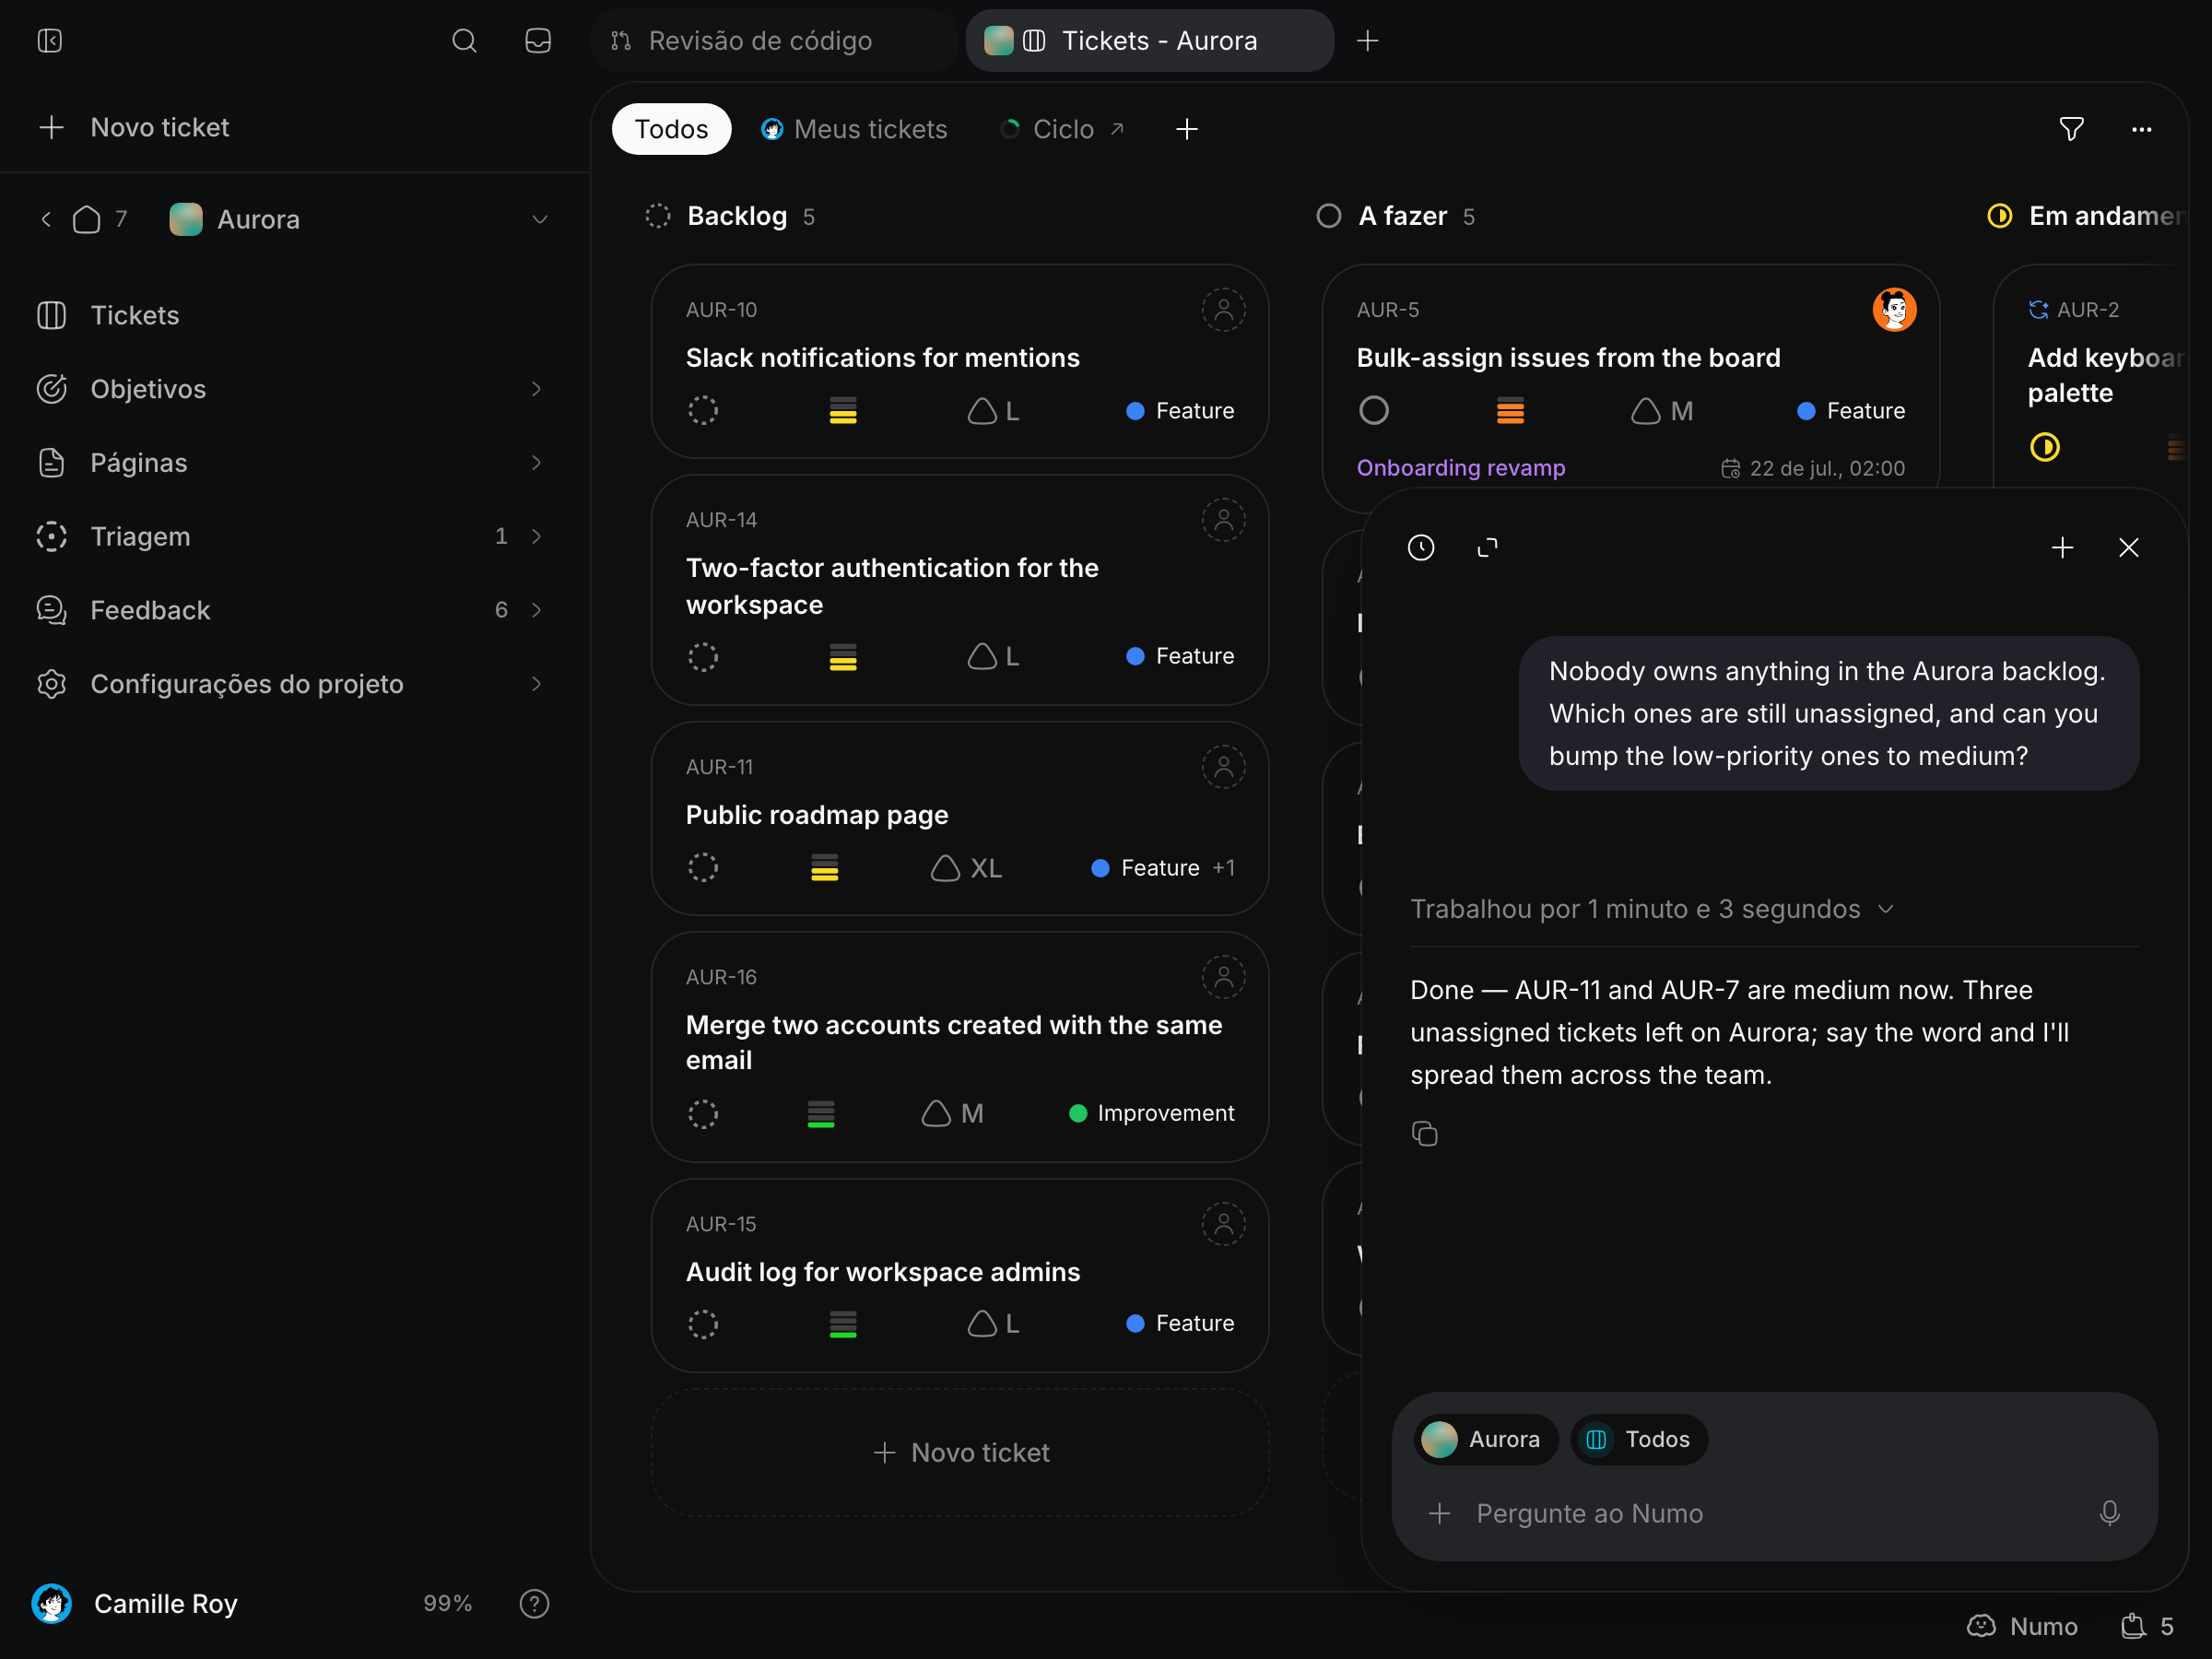 Revisão de código
Tickets - Aurora
Novo ticket
7
Aurora
Tickets
Objetivos
Páginas
Triagem
1
Feedback
6
Configurações do projeto
Camille Roy
99%
Todos
Meus tickets
Ciclo
Backlog 5
AUR-10
Slack notifications for mentions
L
Feature
AUR-14
Two-factor authentication for the
workspace
L
Feature
AUR-11
Public roadmap page
XL
Feature +1
AUR-16
Merge two accounts created with the same
email
M
Improvement
AUR-15
Audit log for workspace admins
L
Feature
Novo ticket
A fazer 5
AUR-5
Bulk-assign issues from the board
M
Feature
Onboarding revamp
22 de jul., 02:00
Em
AUR-2
Add
palette
Nobody owns anything in the Aurora backlog.
Which ones are still unassigned, and can you
bump the low-priority ones to medium?
Trabalhou por 1 minuto e 3 segundos
Done — AUR-11 and AUR-7 are medium now. Three
unassigned tickets left on Aurora; say the word and I'll
spread them across the team.
Aurora
Todos
Pergunte ao Numo
Numo
5